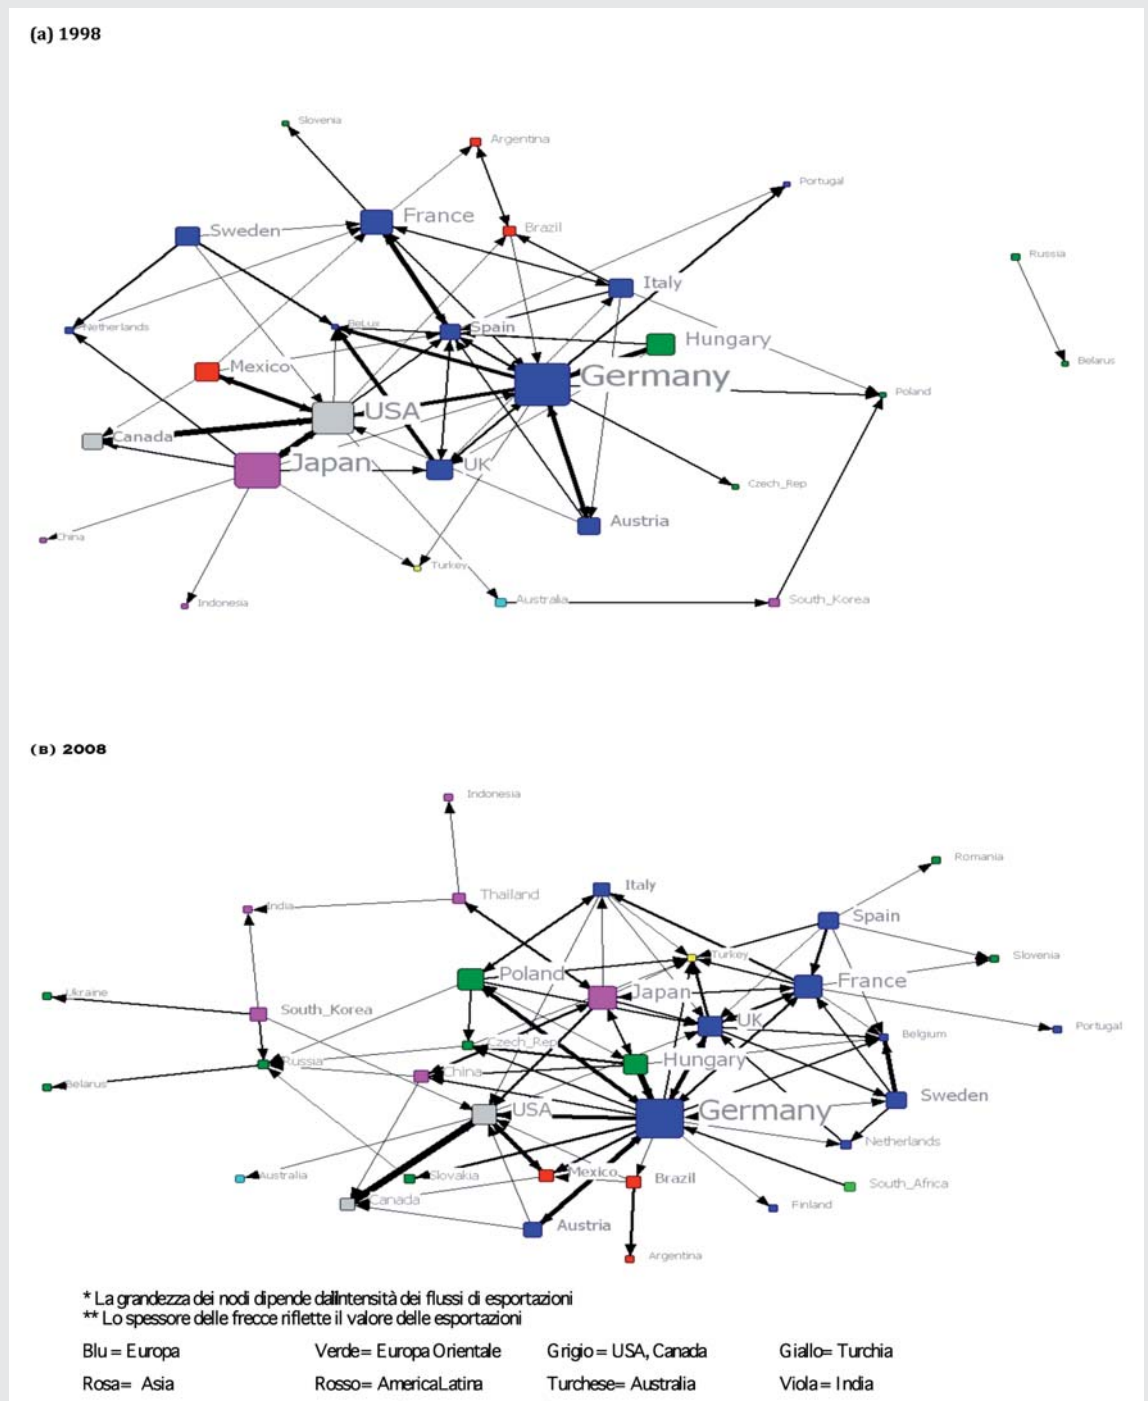 (a) 1998
Slovenia
Argentina
Portugal
France
Sweden
Brazil
Russia
Italy
Netherlands
BeLux
Spain
Hungary
Belarus
Mexico
Germany
Poland
USA
Canada
Japan
UK
Czech_Rep
Austria
China
Turkey
Indonesia
Australia
South_Korea
(B) 2008
Indonesia
Romania
Italy
Thailand
India
Spain
Turkey
Slovenia
Poland
France
Ukraine
Japan
South_Korea
UK
Portugal
Belgium
Czech_Rep
Russia
Hungary
China
Belarus
Sweden
USA
Germany
Netherlands
Australia
Slovakia
Mexico
Brazil
South_Africa
Canada
Finland
Austria
Argentina
* La grandezza dei nodi dipende dall'intensità dei flussi di esportazioni
** Lo spessore delle frecce riflette il valore delle esportazioni
Blu = Europa Verde= Europa Orientale Grigio = USA, Canada Giallo= Turchia
Rosa= Asia Rosso= AmericaLatina Turchese= Australia Viola= India